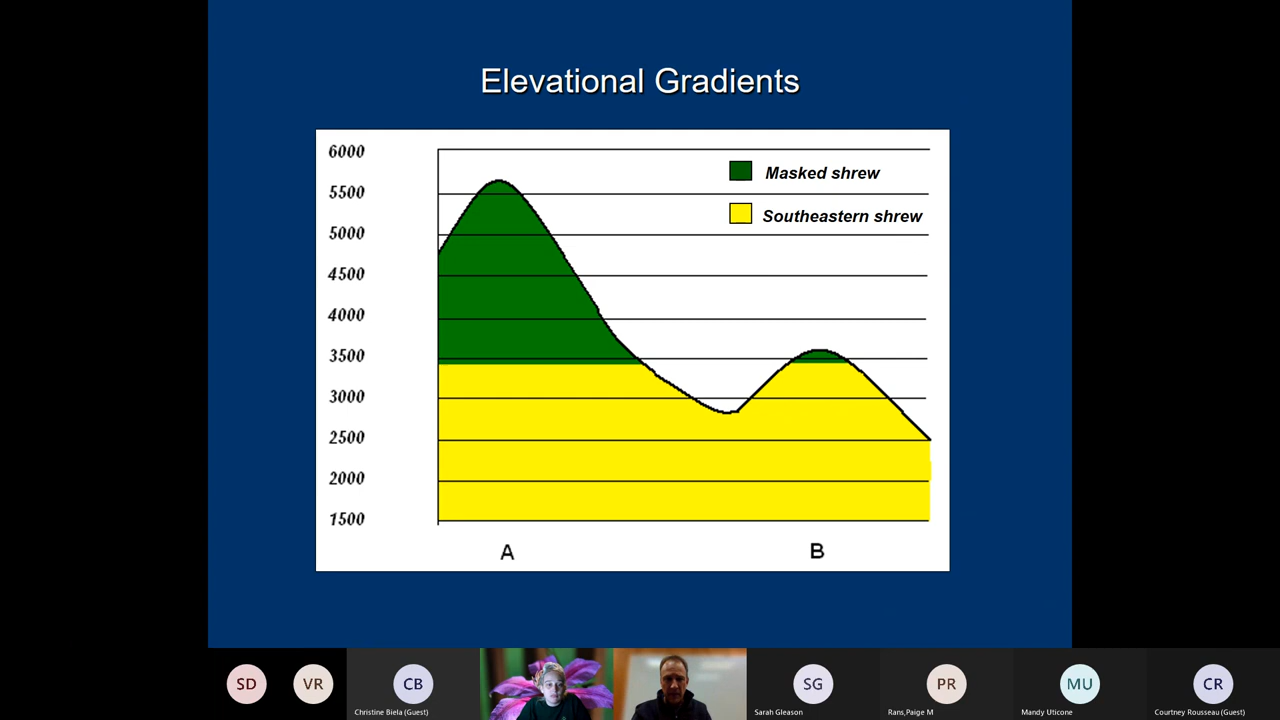 Elevational Gradients
6000
5500
5000
4500
4000
3500
3000
2500
2000
1500
Masked shrew
Southeastern shrew
A B
SD VR CB SG PR MU CR
Christine Biela (Guest) Sarah Gleason Rans,Paige M Mandy Uticone Courtney Rousseau (Guest)